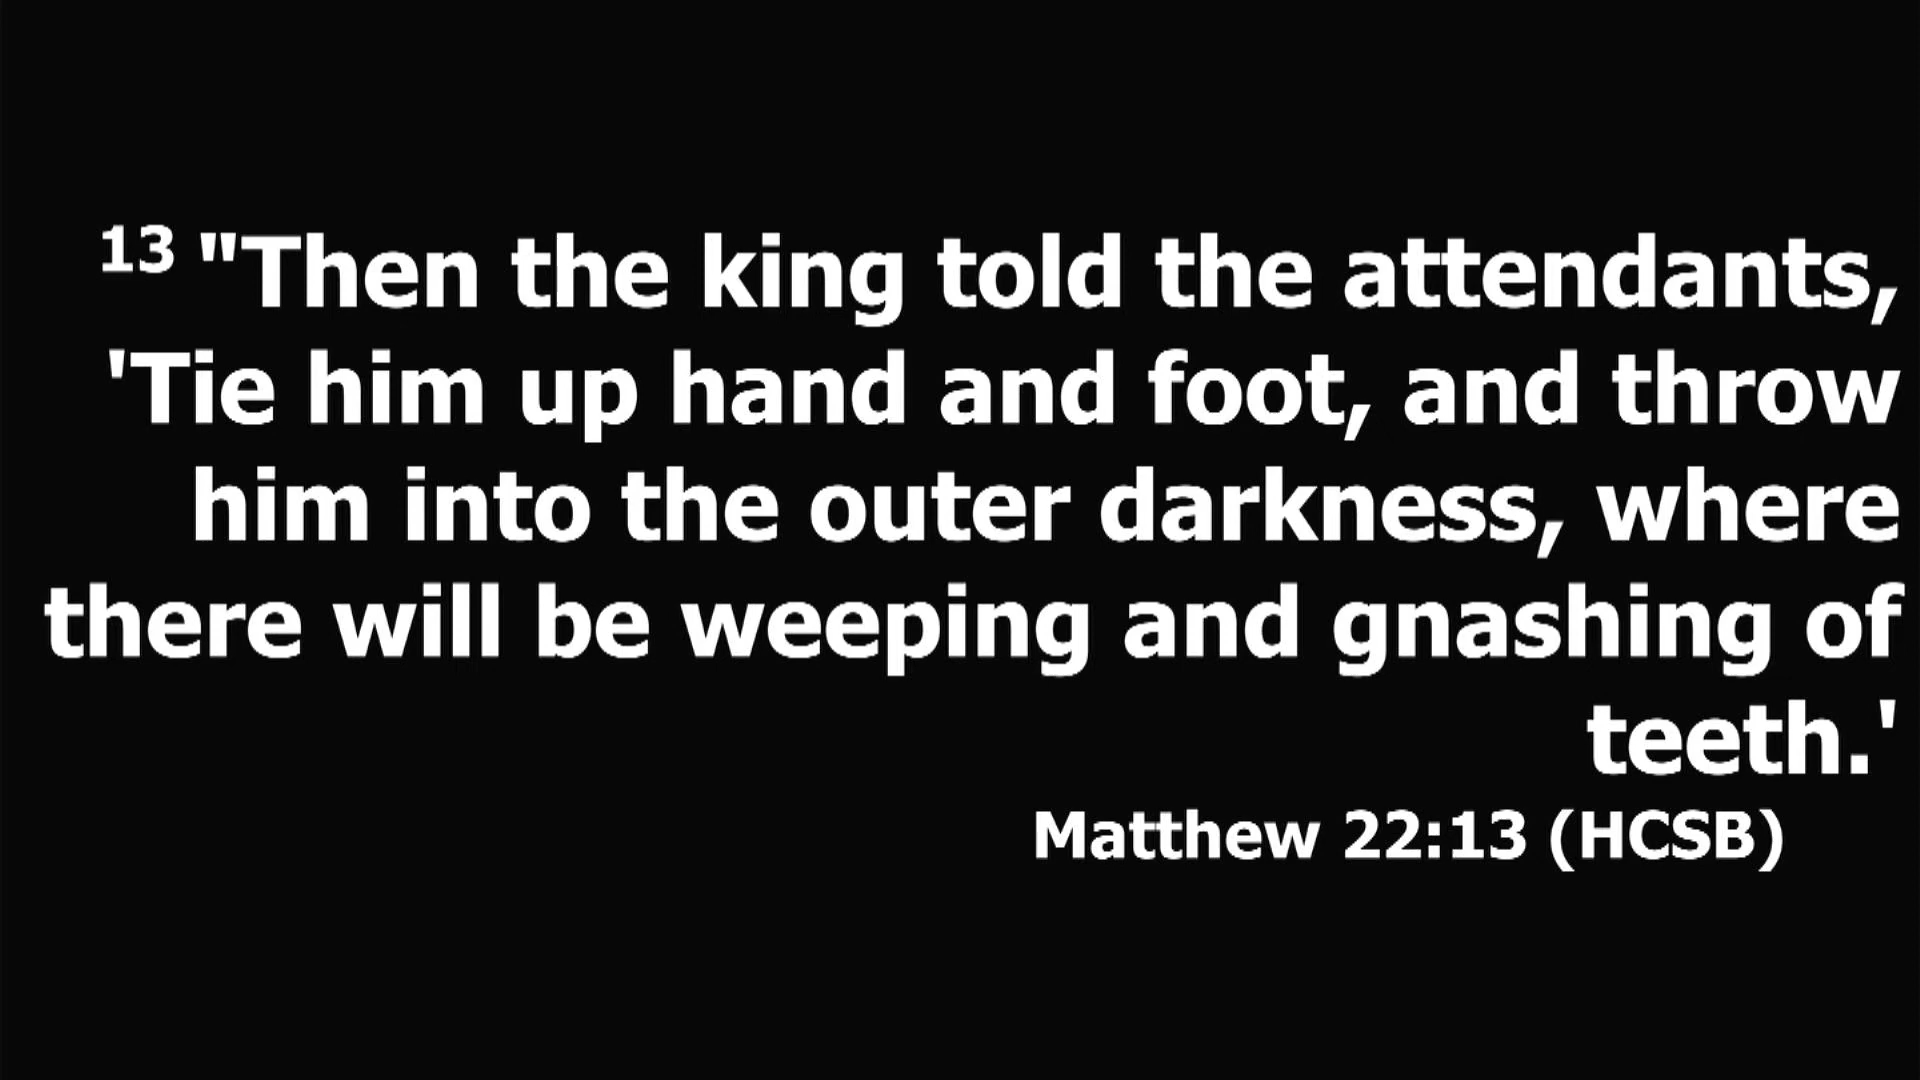 13 "Then the king told the attendants,
'Tie him up hand and foot, and throw
him into the outer darkness, where
there will be weeping and gnashing of
teeth.'
Matthew 22:13 (HCSB)